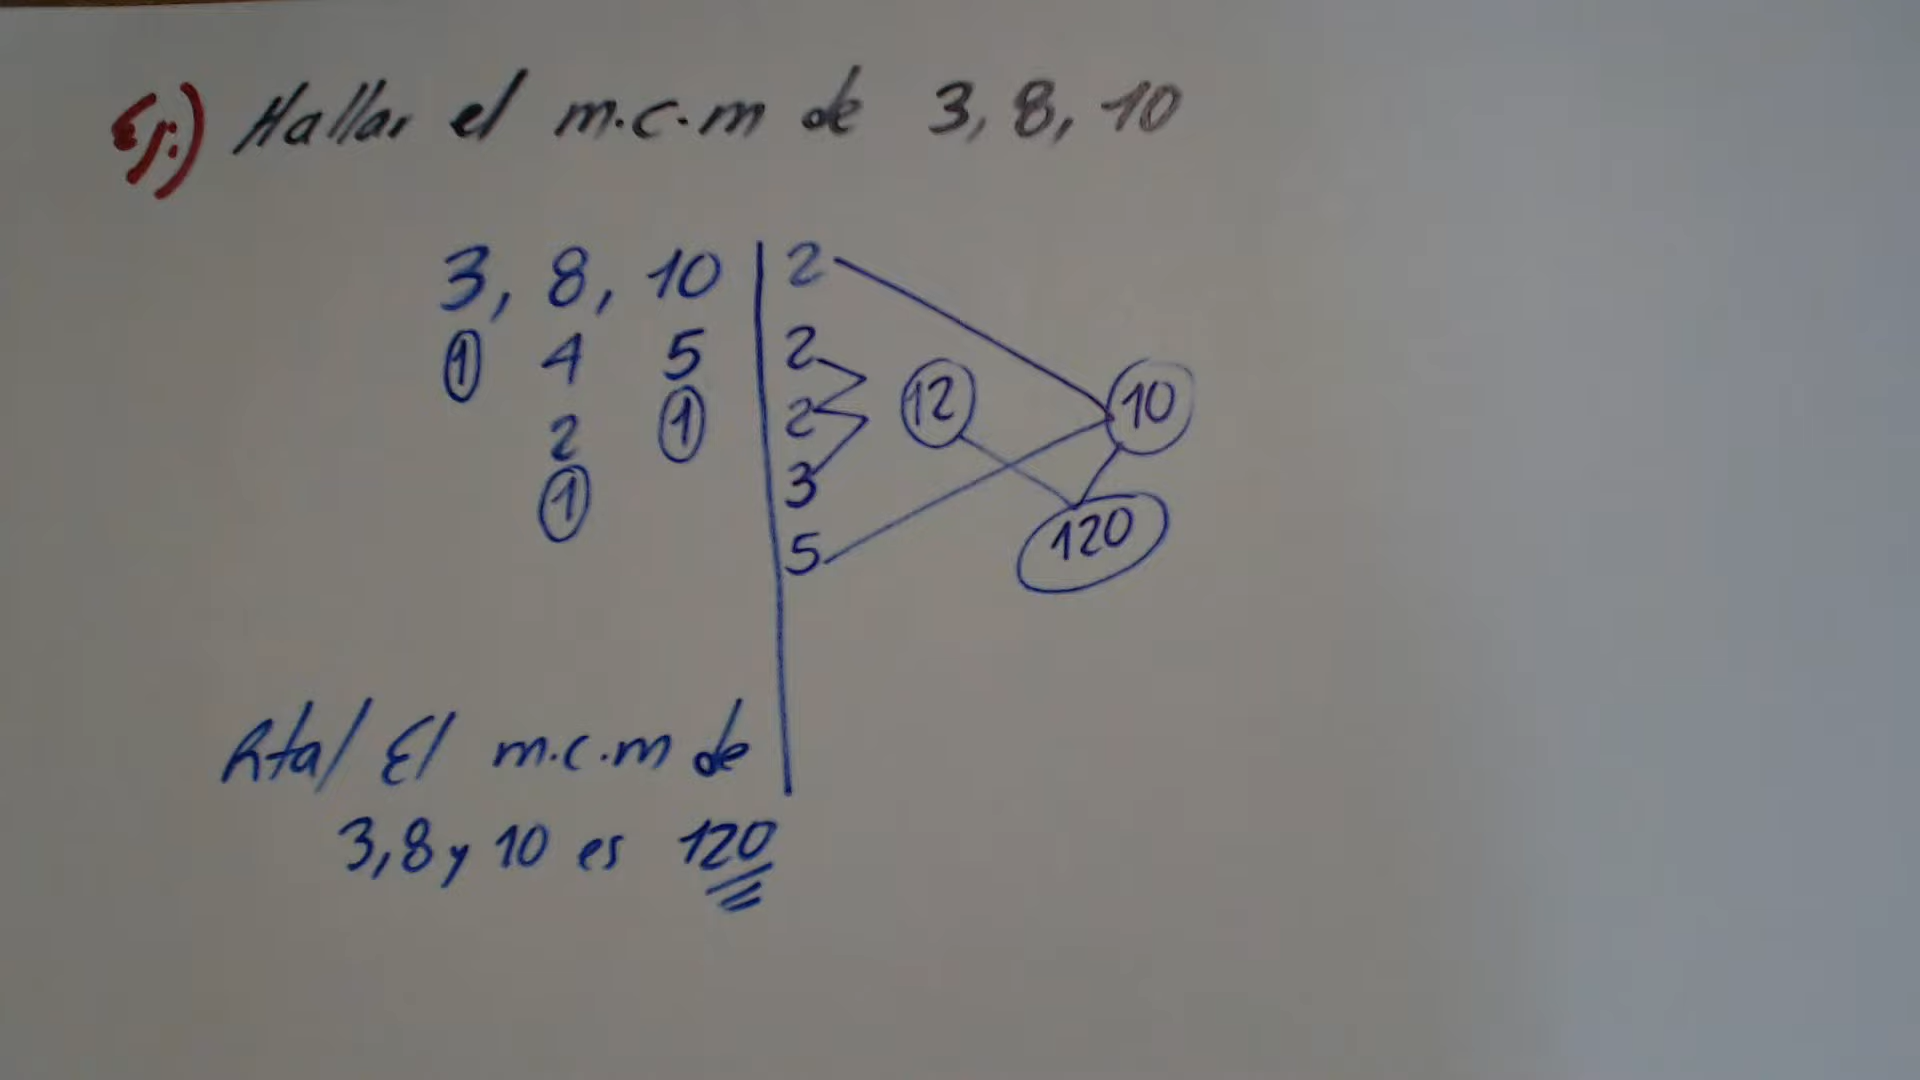 Ej:) Hallar el m.c.m de 3, 8, 10
3, 8, 10 | 2
1 4 5 2
2 1 2 12 10
1 3
5 120
Rta/ El m.c.m de
3, 8 y 10 es 120